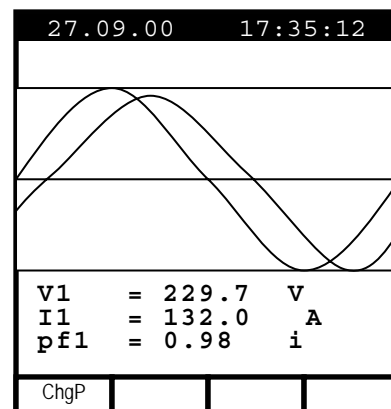 27.09.00 17:35:12
V1 = 229.7 V
I1 = 132.0 A
pf1 = 0.98 i
ChgP